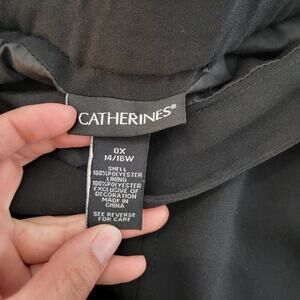 CATHERINES®
0X
14/16W
SHELL
100%POLYESTER
LINING
100%POLYESTER
EXCLUSIVE OF
DECORATION
MADE IN
CHINA
SEE REVERSE
FOR CARE